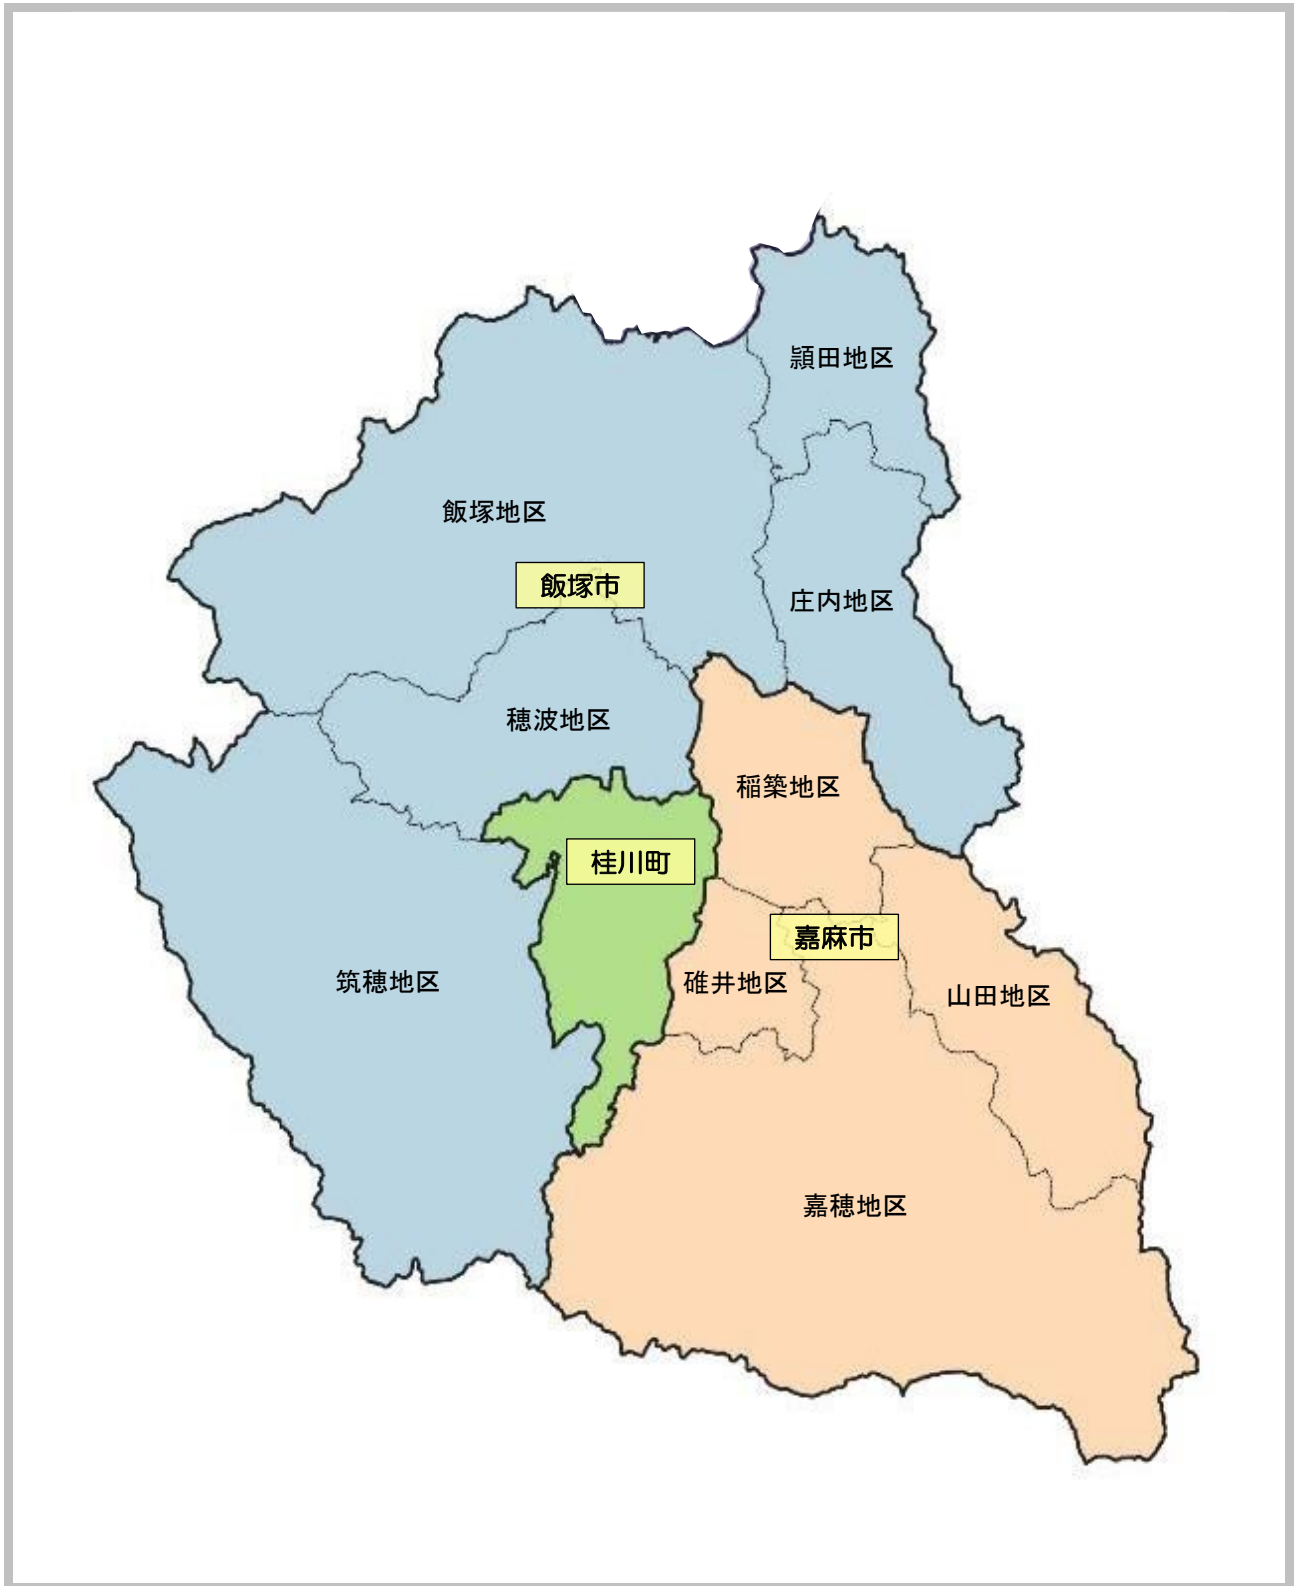 頴田地区
飯塚地区
飯塚市
庄内地区
穂波地区
稲築地区
桂川町
嘉麻市
筑穂地区
碓井地区
山田地区
嘉穂地区